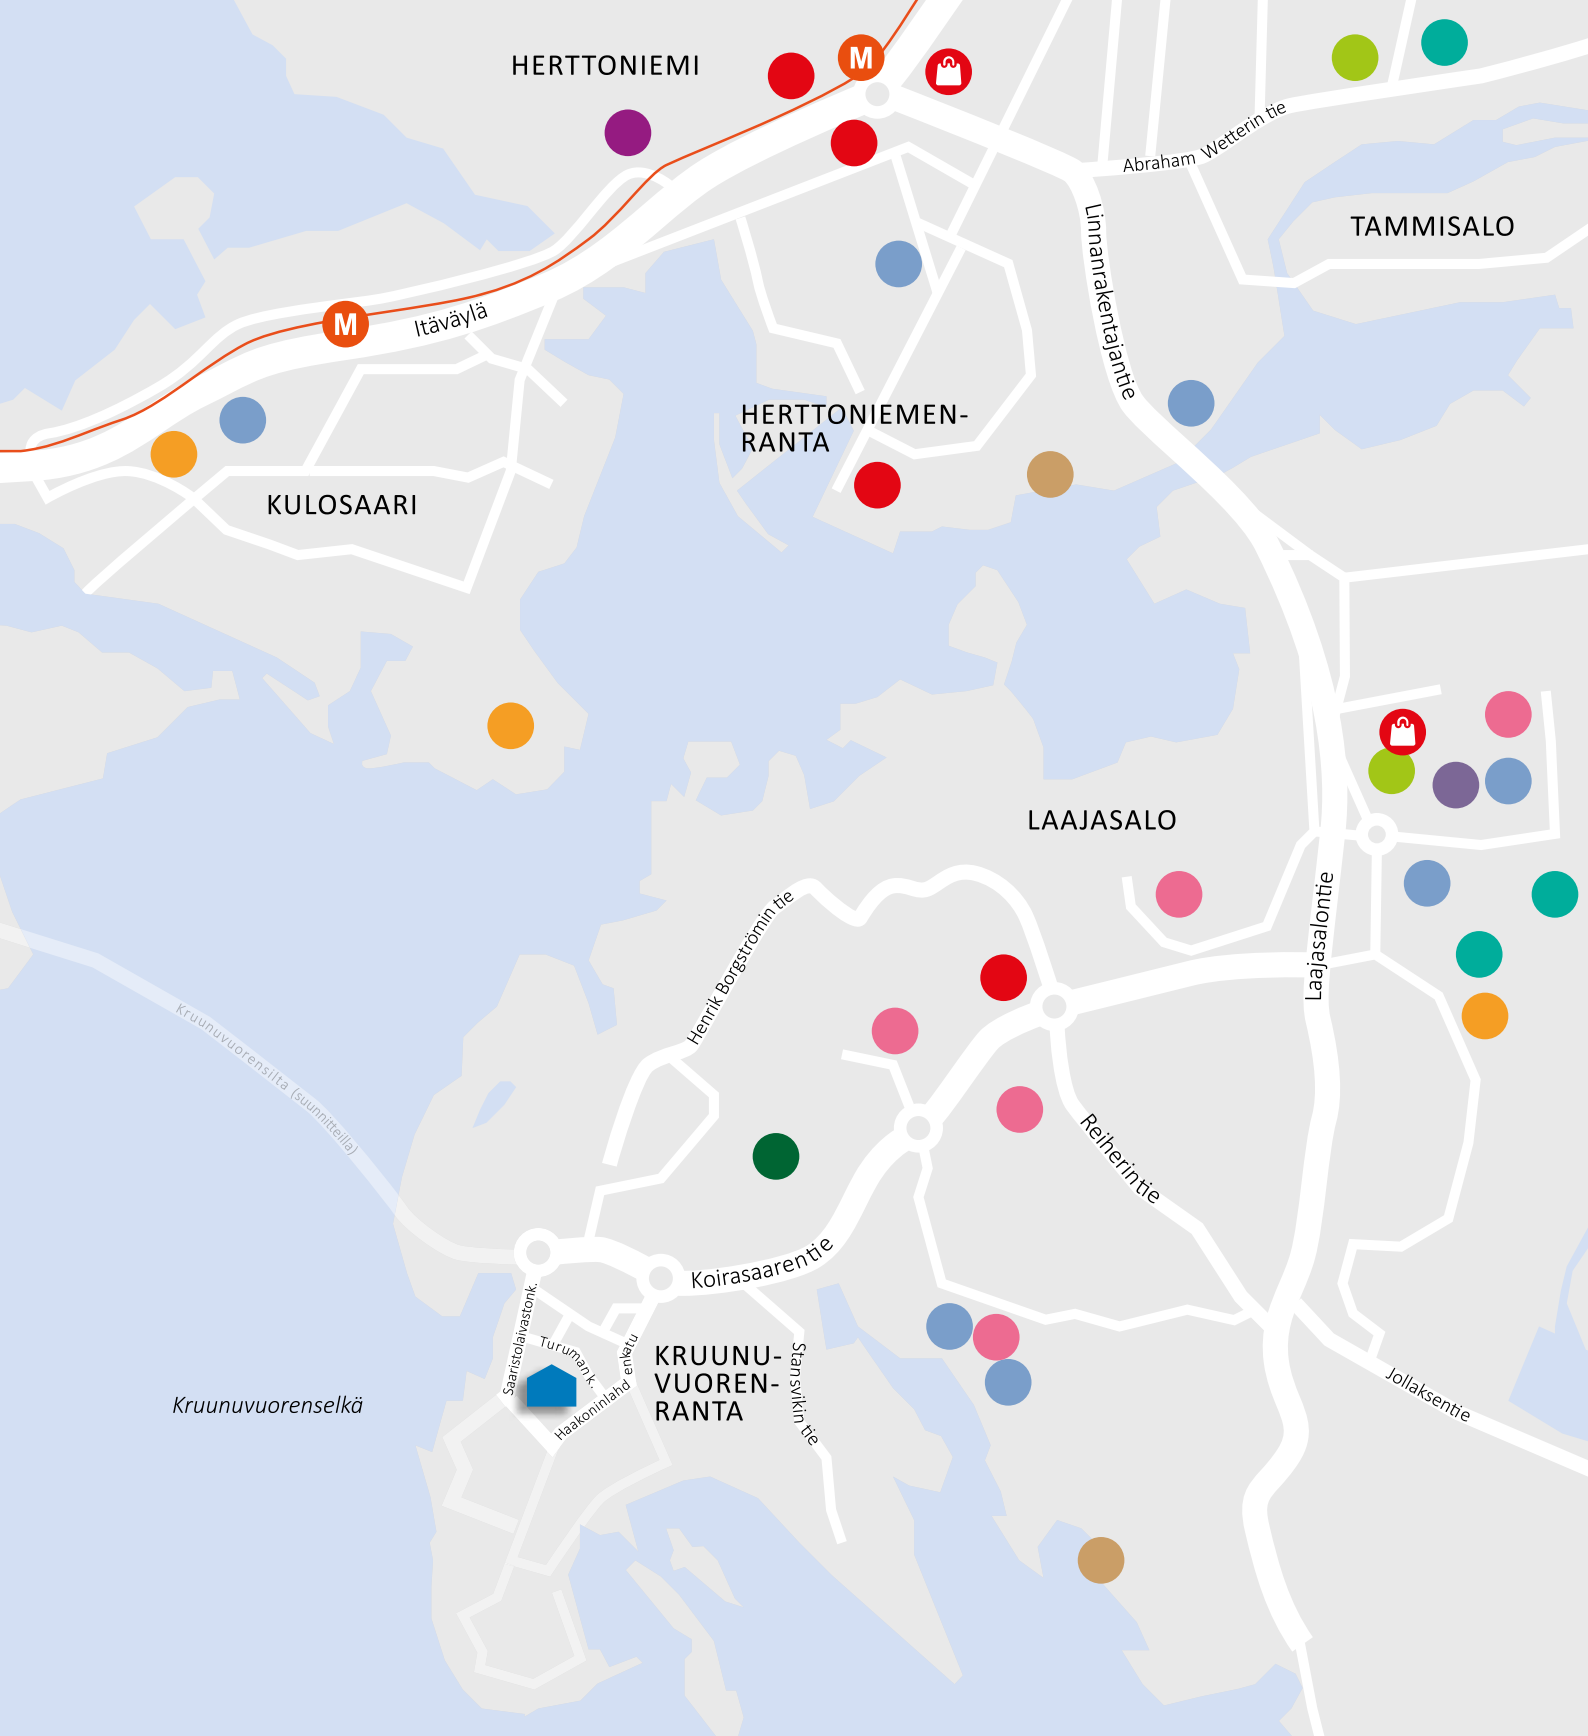 HERTTONIEMI
M
Abraham Wetterin tie
TAMMISALO
Linnanrakentajantie
M
Itäväylä
HERTTONIEMEN-
RANTA
KULOSAARI
LAAJASALO
Laajasalontie
Henrik Borgströmin tie
Kruunuvuorensilta (suunnitteilla)
Reiherintie
Koirasaarentie
Saaristolaivastonk.
Turumank.
Haakoninlahdenkatu
KRUUNU-
VUOREN-
RANTA
Stansvikin tie
Jollaksentie
Kruunuvuorenselkä